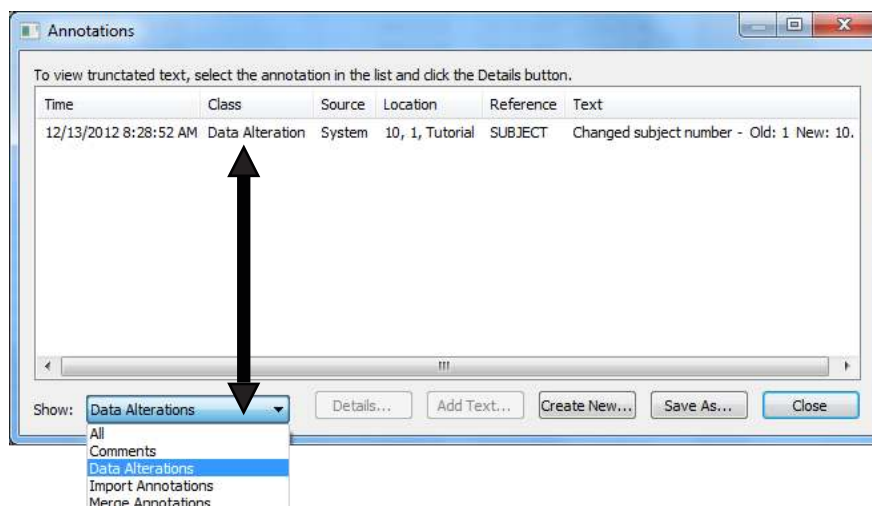 Annotations
To view trunctated text, select the annotation in the list and click the Details button.
Time Class Source Location Reference Text
12/13/2012 8:28:52 AM Data Alteration System 10, 1, Tutorial SUBJECT Changed subject number - Old: 1 New: 10.
Show: Data Alterations Details... Add Text... Create New... Save As... Close
All
Comments
Data Alterations
Import Annotations
Merge Annotations